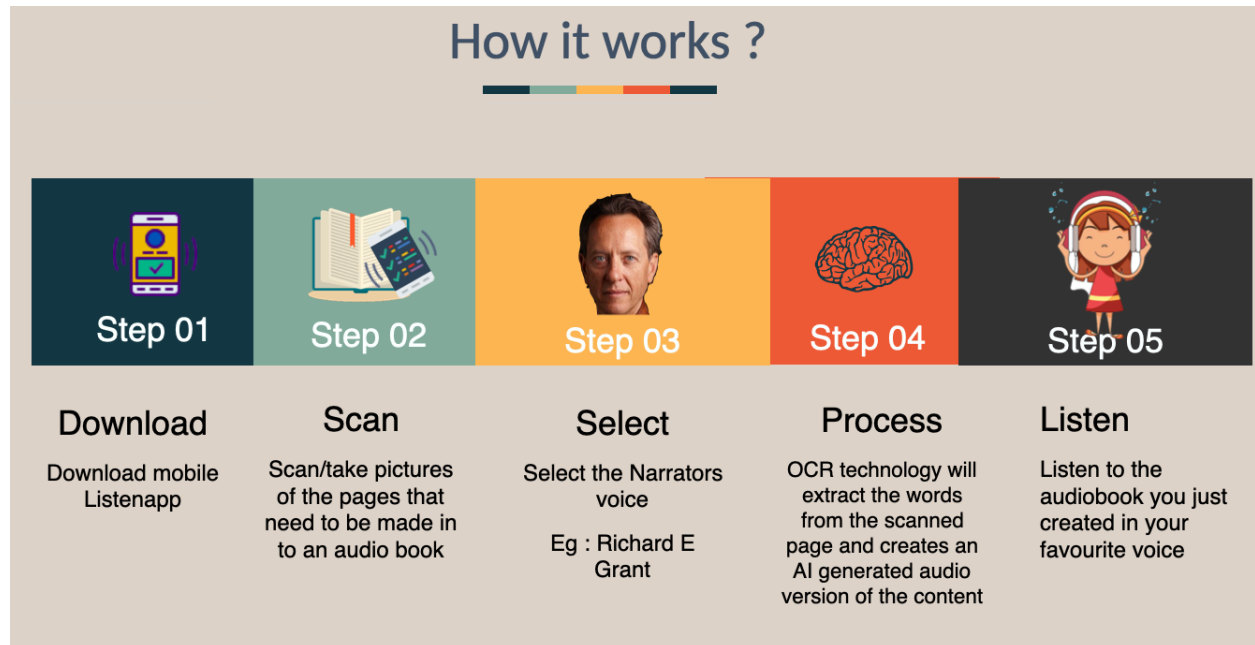 How it works ?
Step 01
Step 02
Step 03
Step 04
Step 05
Download
Download mobile
Listenapp
Scan
Scan/take pictures
of the pages that
need to be made in
to an audio book
Select
Select the Narrators
voice
Eg : Richard E
Grant
Process
OCR technology will
extract the words
from the scanned
page and creates an
AI generated audio
version of the content
Listen
Listen to the
audiobook you just
created in your
favourite voice